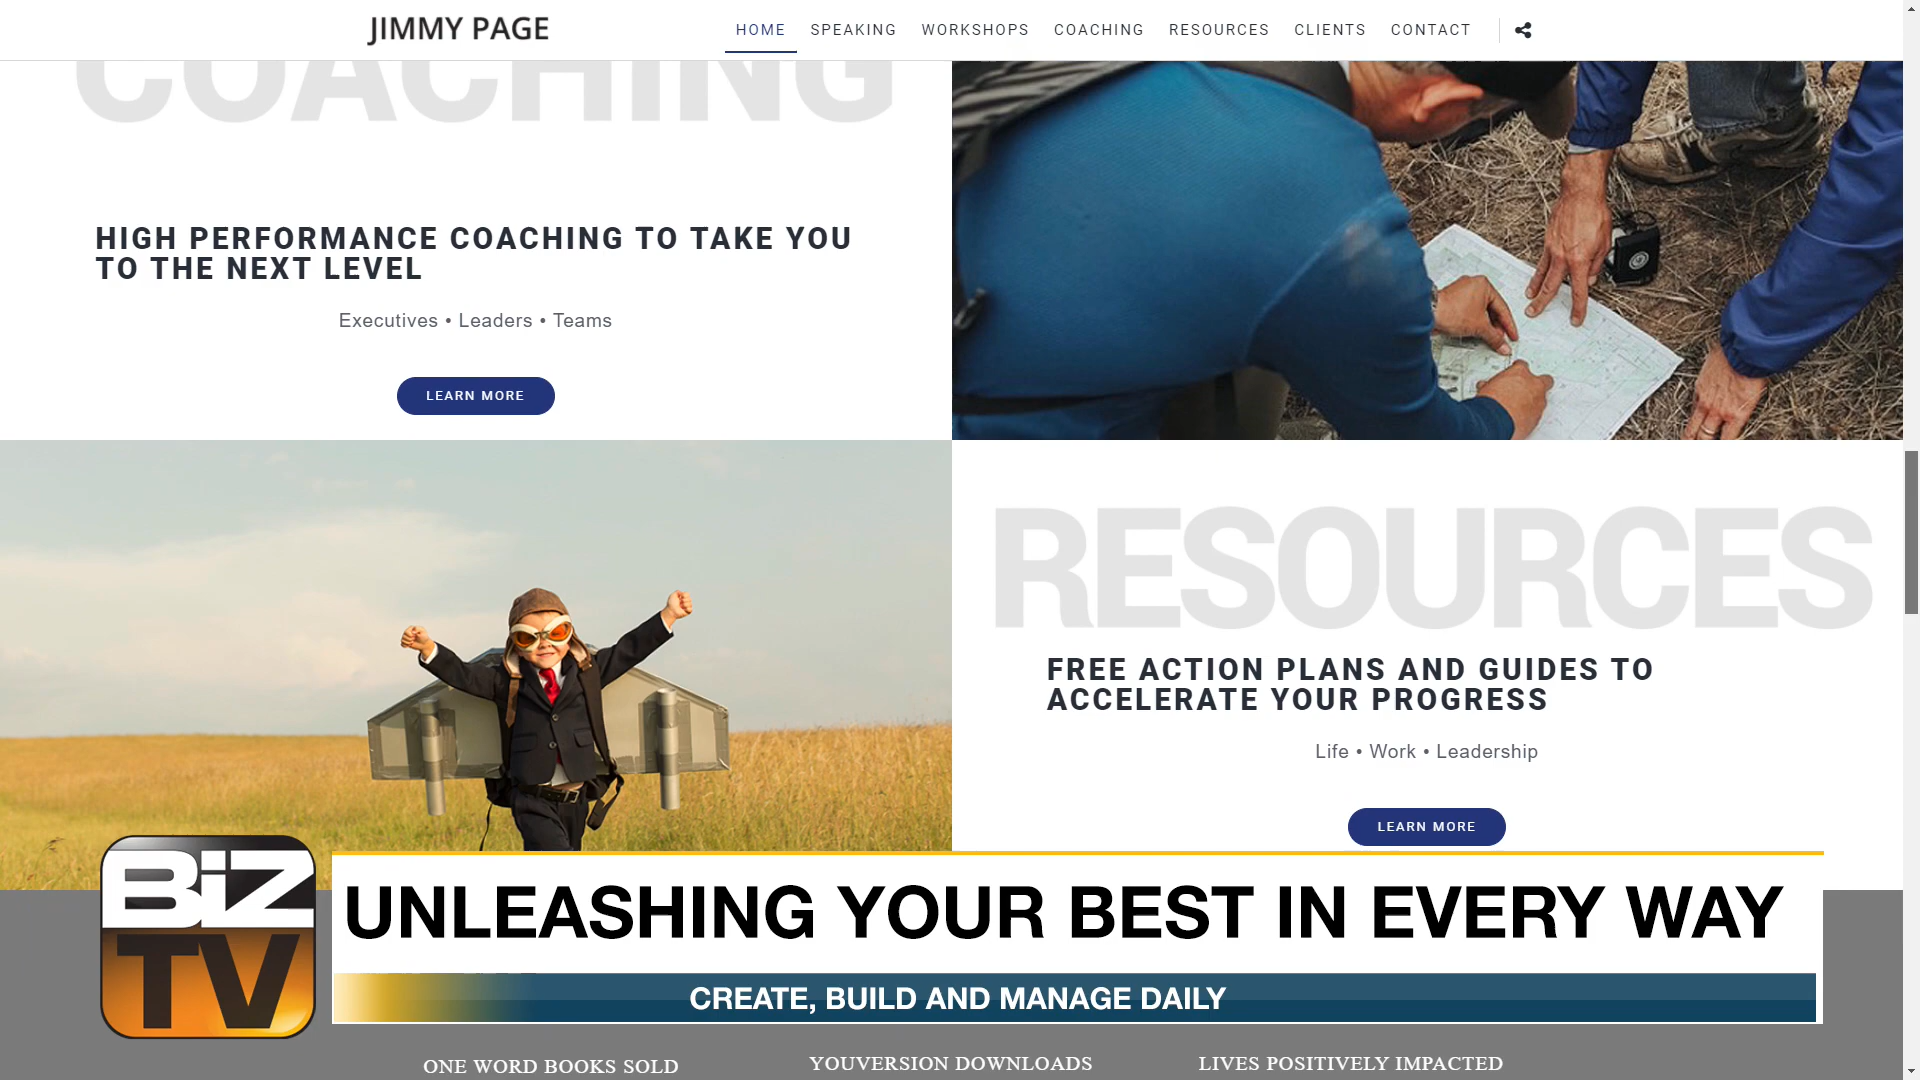 JIMMY PAGE
HOME SPEAKING WORKSHOPS COACHING RESOURCES CLIENTS CONTACT
COACHING
HIGH PERFORMANCE COACHING TO TAKE YOU
TO THE NEXT LEVEL
Executives • Leaders • Teams
LEARN MORE
RESOURCES
FREE ACTION PLANS AND GUIDES TO
ACCELERATE YOUR PROGRESS
Life • Work • Leadership
LEARN MORE
BiZ
TV
UNLEASHING YOUR BEST IN EVERY WAY
CREATE, BUILD AND MANAGE DAILY
ONE WORD BOOKS SOLD
YOUVERSION DOWNLOADS
LIVES POSITIVELY IMPACTED